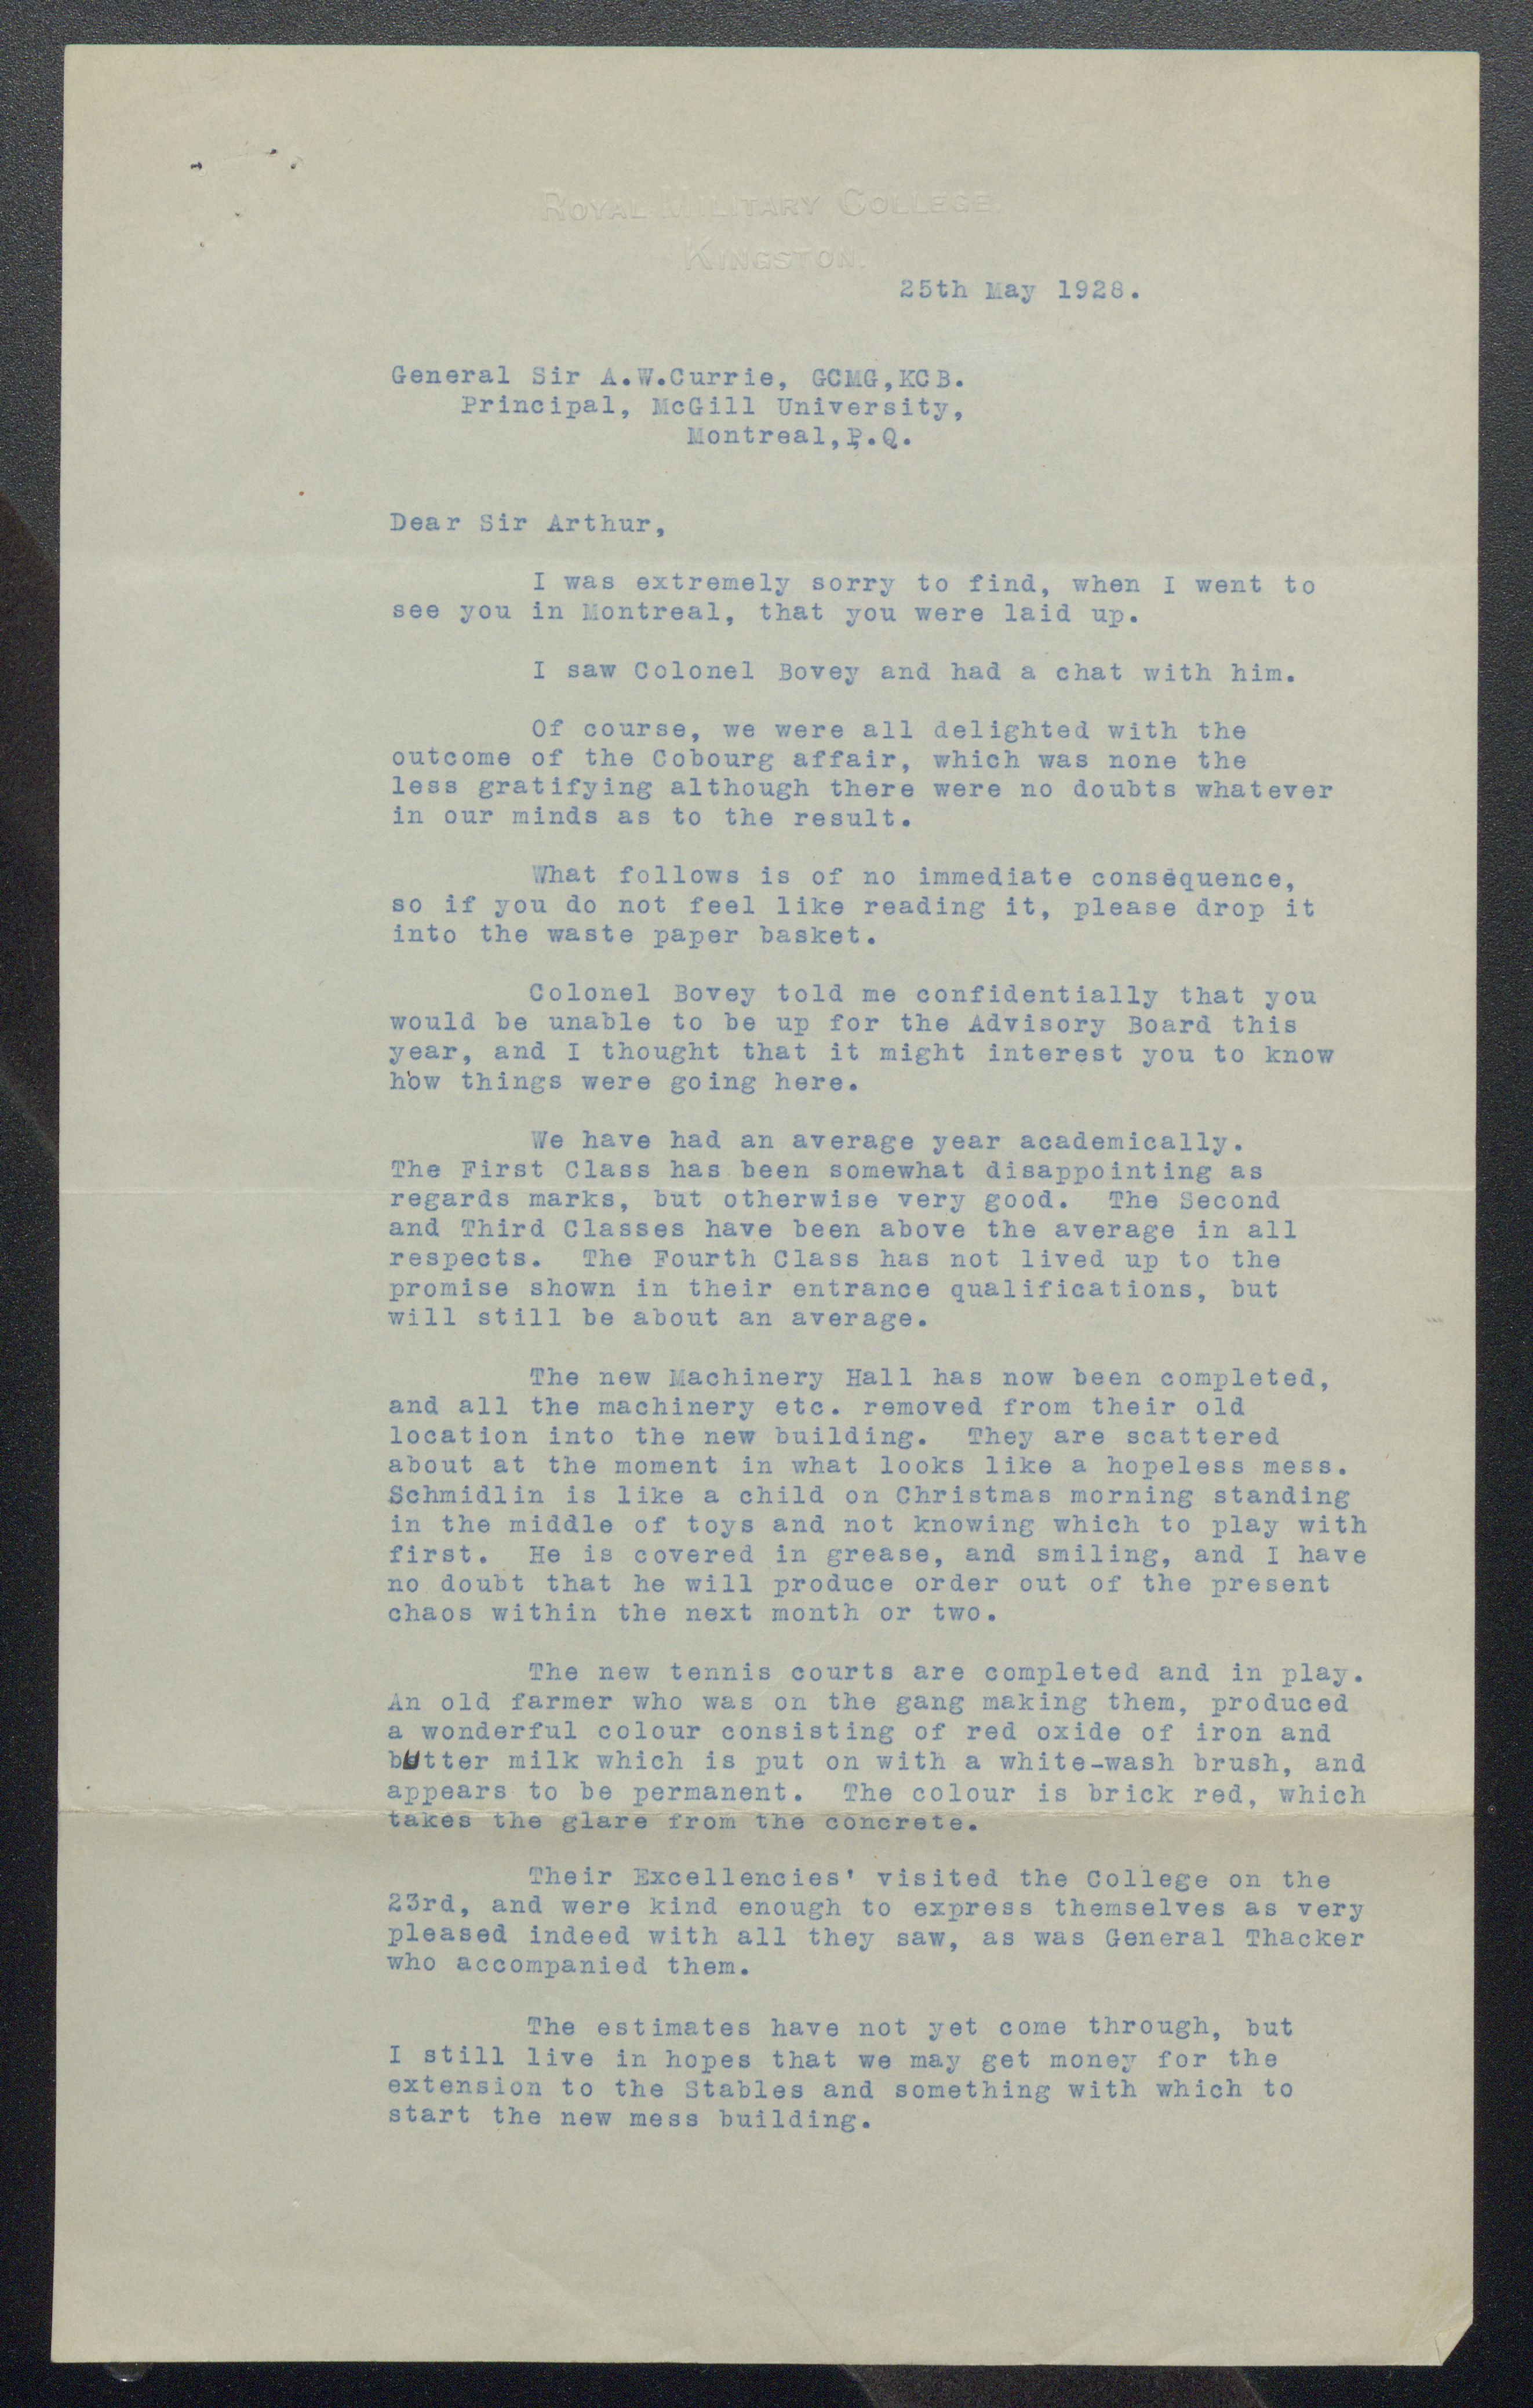 ROYAL MILITARY COLLEGE
KINGSTON.
25th May 1928.
General Sir A.W.Currie, GCMG,KCB.
Principal, McGill University,
Montreal,P.Q.
Dear Sir Arthur,
I was extremely sorry to find, when I went to
see you in Montreal, that you were laid up.
I saw Colonel Bovey and had a chat with him.
Of course, we were all delighted with the
outcome of the Cobourg affair, which was none the
less gratifying although there were no doubts whatever
in our minds as to the result.
What follows is of no immediate consequence,
so if you do not feel like reading it, please drop it
into the waste paper basket.
Colonel Bovey told me confidentially that you
would be unable to be up for the Advisory Board this
year, and I thought that it might interest you to know
how things were going here.
We have had an average year academically.
The First Class has been somewhat disappointing as
regards marks, but otherwise very good. The Second
and Third Classes have been above the average in all
respects. The Fourth Class has not lived up to the
promise shown in their entrance qualifications, but
will still be about an average.
The new Machinery Hall has now been completed,
and all the machinery etc. removed from their old
location into the new building. They are scattered
about at the moment in what looks like a hopeless mess.
Schmidlin is like a child on Christmas morning standing
in the middle of toys and not knowing which to play with
first. He is covered in grease, and smiling, and I have
no doubt that he will produce order out of the present
chaos within the next month or two.
The new tennis courts are completed and in play.
An old farmer who was on the gang making them, produced
a wonderful colour consisting of red oxide of iron and
butter milk which is put on with a white-wash brush, and
appears to be permanent. The colour is brick red, which
takes the glare from the concrete.
Their Excellencies' visited the College on the
23rd, and were kind enough to express themselves as very
pleased indeed with all they saw, as was General Thacker
who accompanied them.
The estimates have not yet come through, but
I still live in hopes that we may get money for the
extension to the Stables and something with which to
start the new mess building.